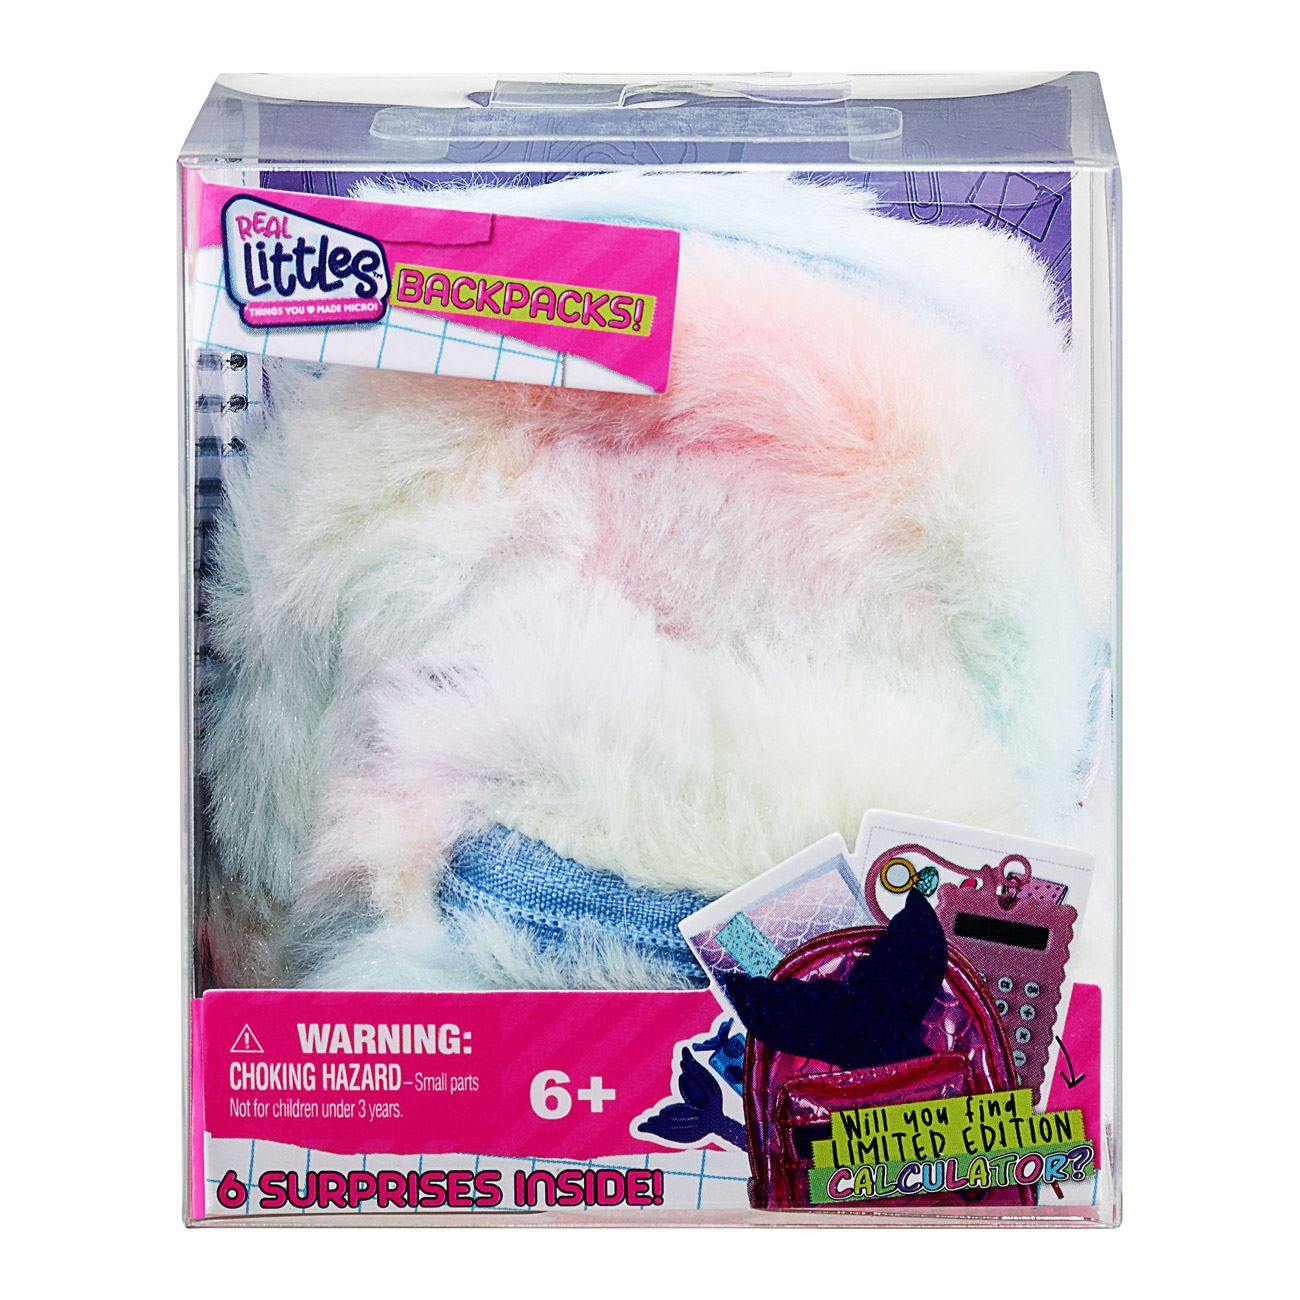 REAL
Littles™
THINGS YOU ♥ MADE MICRO!
BACKPACKS!
⚠ WARNING:
CHOKING HAZARD – Small parts
Not for children under 3 years.
6+
6 SURPRISES INSIDE!
Will you find
LIMITED EDITION
CALCULATOR?